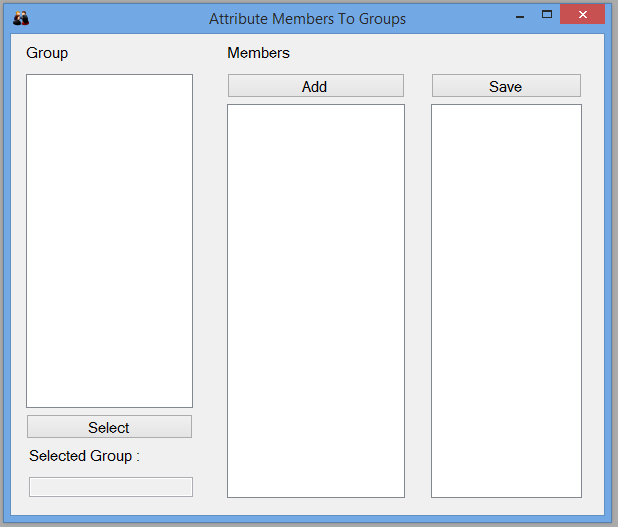 Attribute Members To Groups
Group
Members
Add
Save
Select
Selected Group :